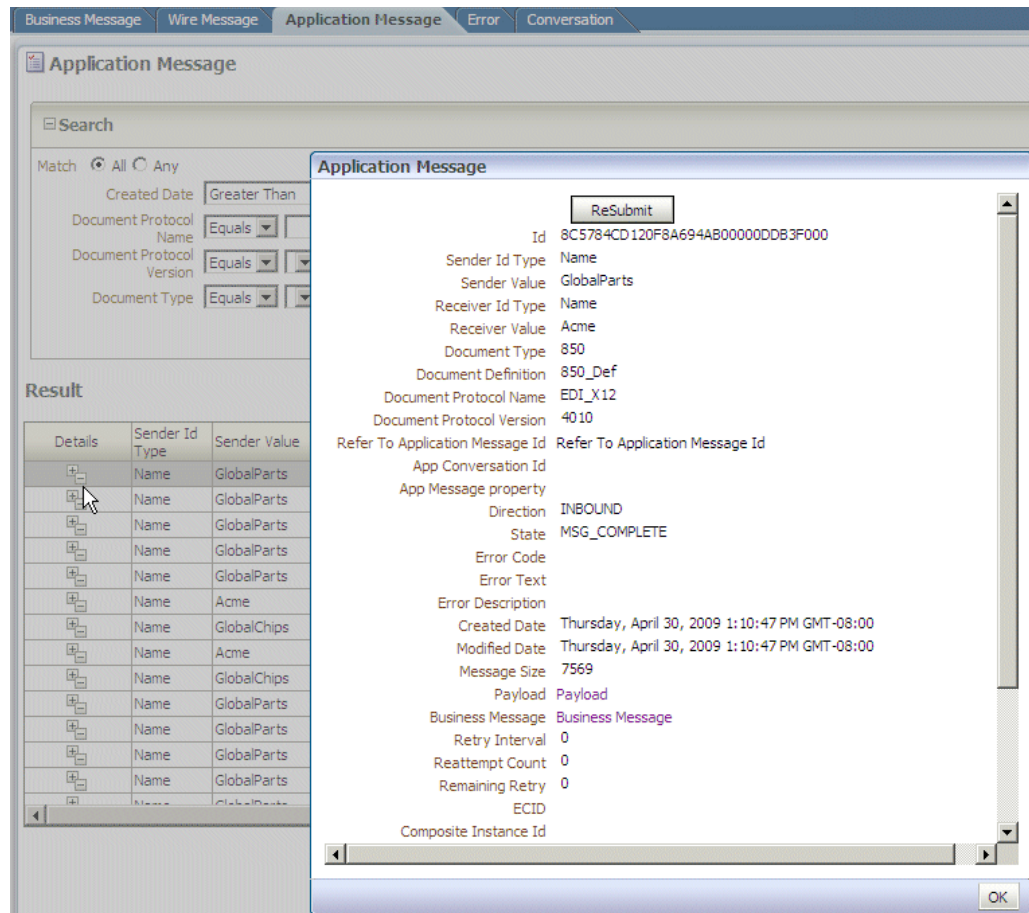 Business Message Wire Message Application Message Error Conversation
Application Message
Search
Match All Any
Created Date Greater Than
Document Protocol Name Equals
Document Protocol Version Equals
Document Type Equals
Result
Details Sender Id Type Sender Value
Name GlobalParts
Name GlobalParts
Name GlobalParts
Name GlobalParts
Name GlobalParts
Name Acme
Name GlobalChips
Name Acme
Name GlobalChips
Name GlobalParts
Name GlobalParts
Name GlobalParts
Name GlobalParts
Name GlobalParts
Application Message
ReSubmit
Id 8C5784CD120F8A694AB00000DDB3F000
Sender Id Type Name
Sender Value GlobalParts
Receiver Id Type Name
Receiver Value Acme
Document Type 850
Document Definition 850_Def
Document Protocol Name EDI_X12
Document Protocol Version 4010
Refer To Application Message Id Refer To Application Message Id
App Conversation Id
App Message property
Direction INBOUND
State MSG_COMPLETE
Error Code
Error Text
Error Description
Created Date Thursday, April 30, 2009 1:10:47 PM GMT-08:00
Modified Date Thursday, April 30, 2009 1:10:47 PM GMT-08:00
Message Size 7569
Payload Payload
Business Message Business Message
Retry Interval 0
Reattempt Count 0
Remaining Retry 0
ECID
Composite Instance Id
OK